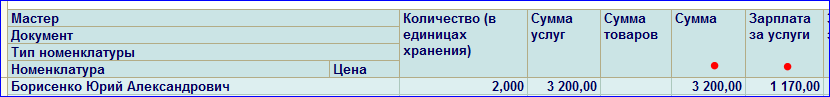 Мастер
Документ
Тип номенклатуры
Номенклатура Цена
Количество (в
единицах
хранения)
Сумма
услуг
Сумма
товаров
Сумма
Зарплата
за услуги
Борисенко Юрий Александрович 2,000 3 200,00 3 200,00 1 170,00